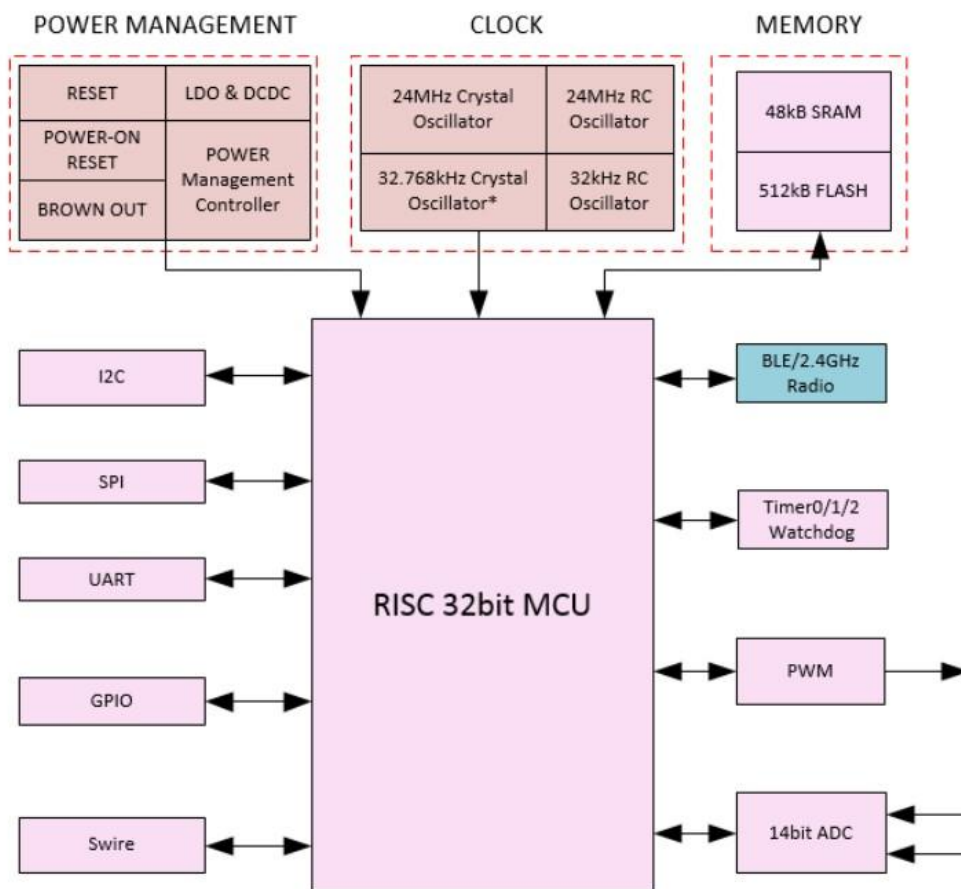 POWER MANAGEMENT
CLOCK
MEMORY
RESET
LDO & DCDC
POWER-ON
RESET
POWER
Management
Controller
BROWN OUT
24MHz Crystal
Oscillator
24MHz RC
Oscillator
32.768kHz Crystal
Oscillator*
32kHz RC
Oscillator
48kB SRAM
512kB FLASH
I2C
SPI
UART
GPIO
Swire
RISC 32bit MCU
BLE/2.4GHz
Radio
Timer0/1/2
Watchdog
PWM
14bit ADC